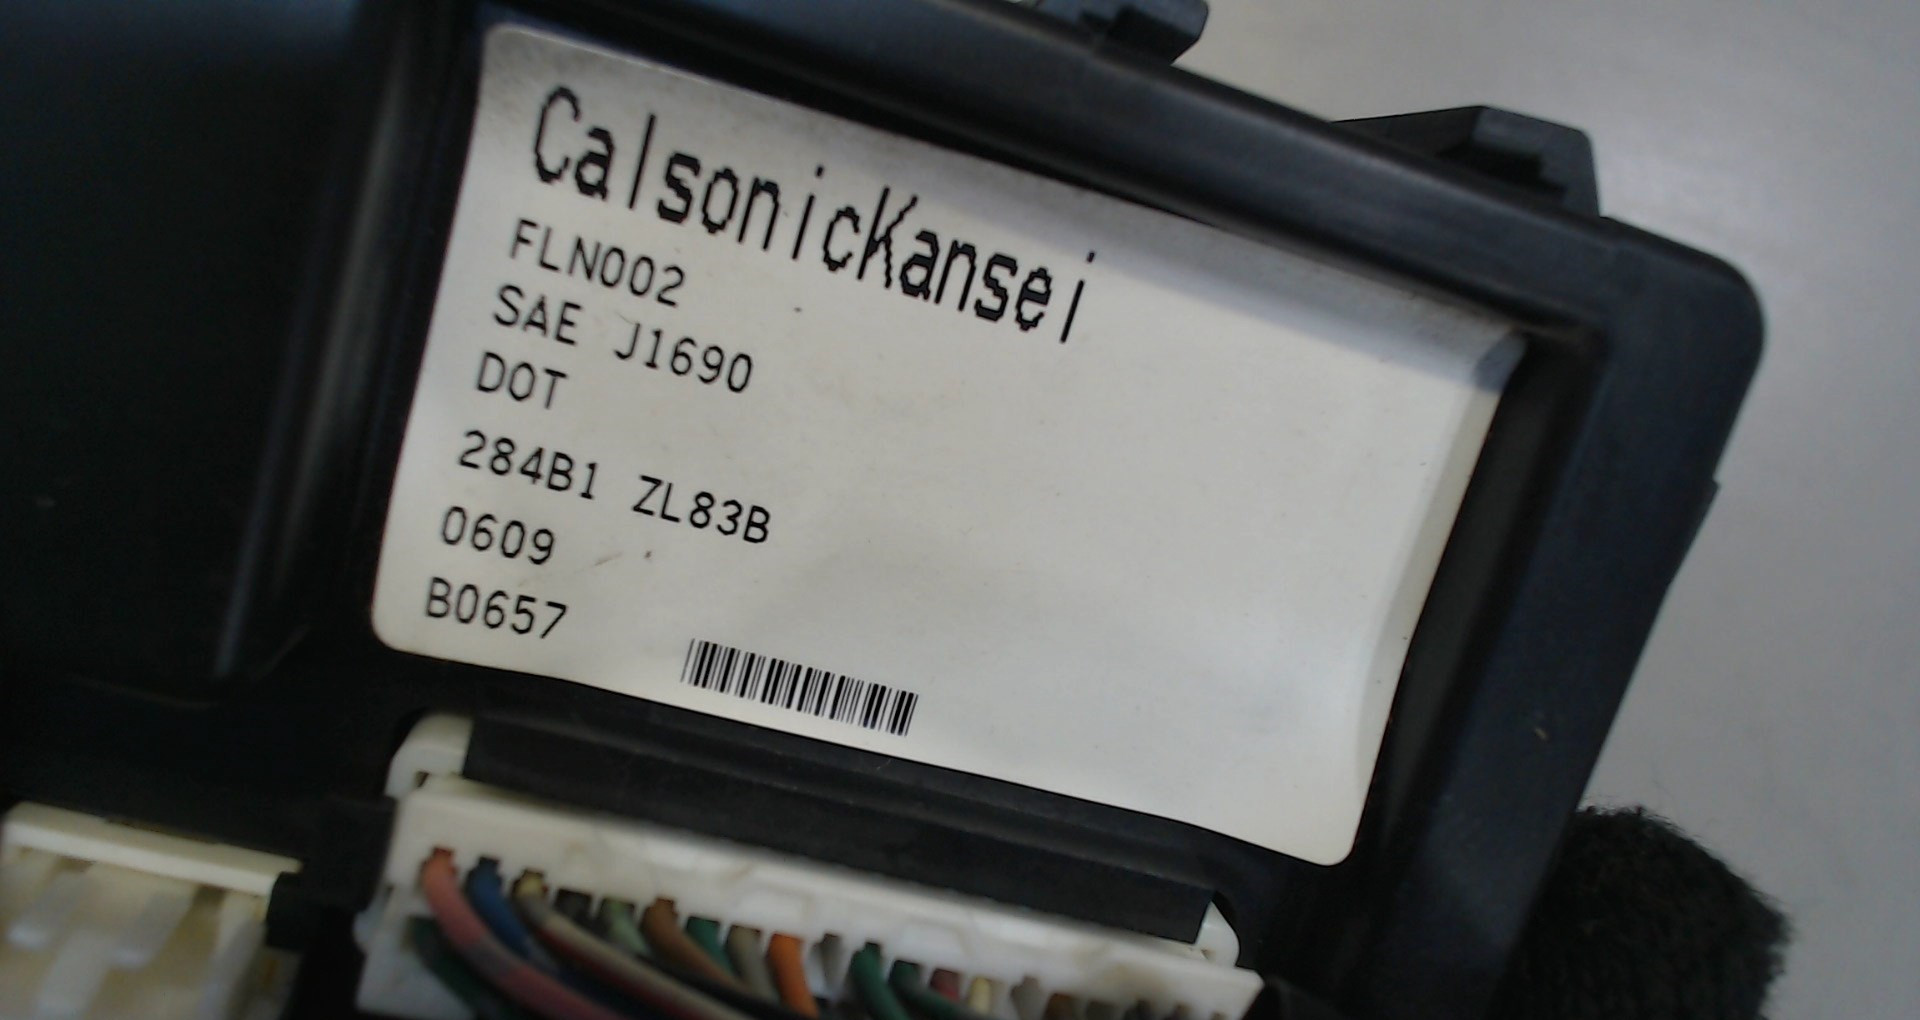 CalsonicKansei
FLN002
SAE J1690
DOT
284B1 ZL83B
0609
B0657